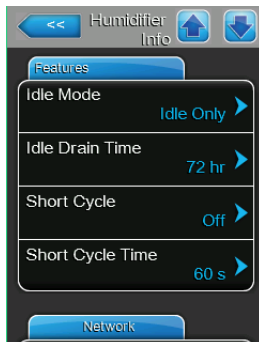 <<
Humidifier
Info
Features
Idle Mode
Idle Only
Idle Drain Time
72 hr
Short Cycle
Off
Short Cycle Time
60 s
Network